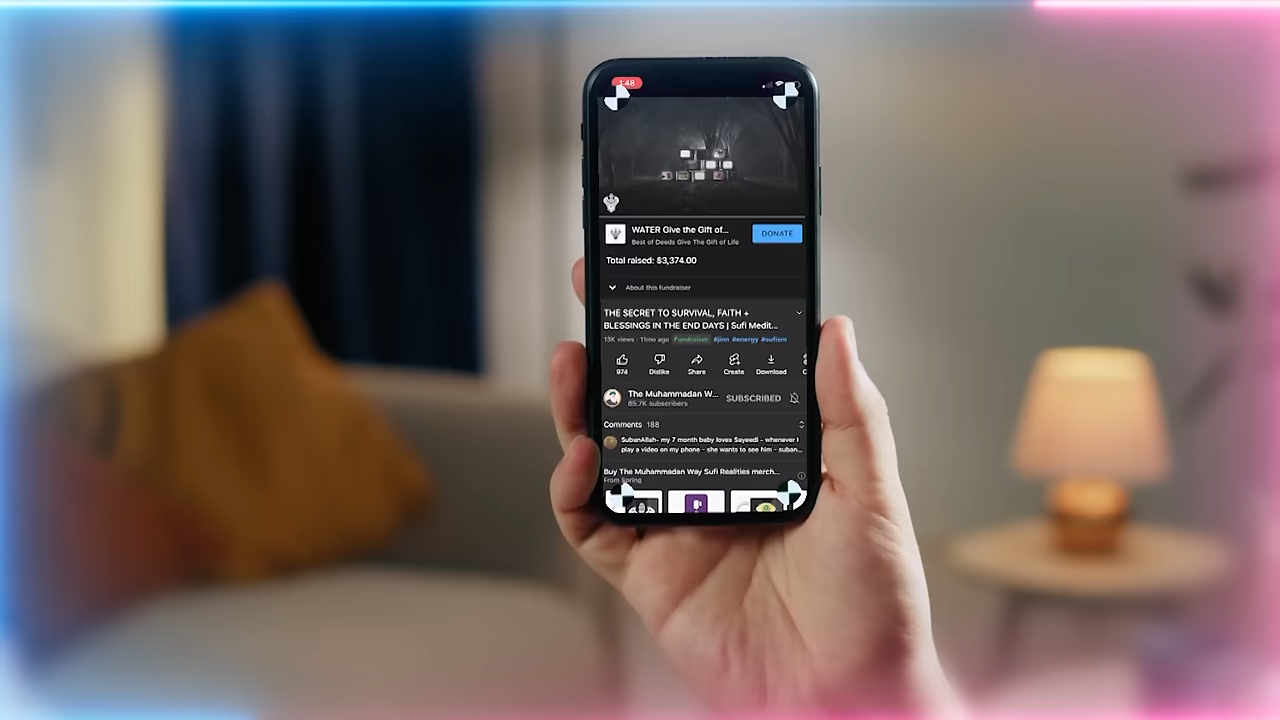 1:48
WATER Give the Gift of...
Best of Deeds Give The Gift of Life
DONATE
Total raised: $3,374.00
About this fundraiser
THE SECRET TO SURVIVAL, FAITH +
BLESSINGS IN THE END DAYS | Sufi Medit...
13K views · 11mo ago Fundraiser #jinn #energy #sufism
974 Dislike Share Create Download C
The Muhammadan W...
85.7K subscribers
SUBSCRIBED
Comments 188
SubanAllah- my 7 month baby loves Sayeedi - whenever I
play a video on my phone - she wants to see him - suban...
Buy The Muhammadan Way Sufi Realities merch...
From Spring